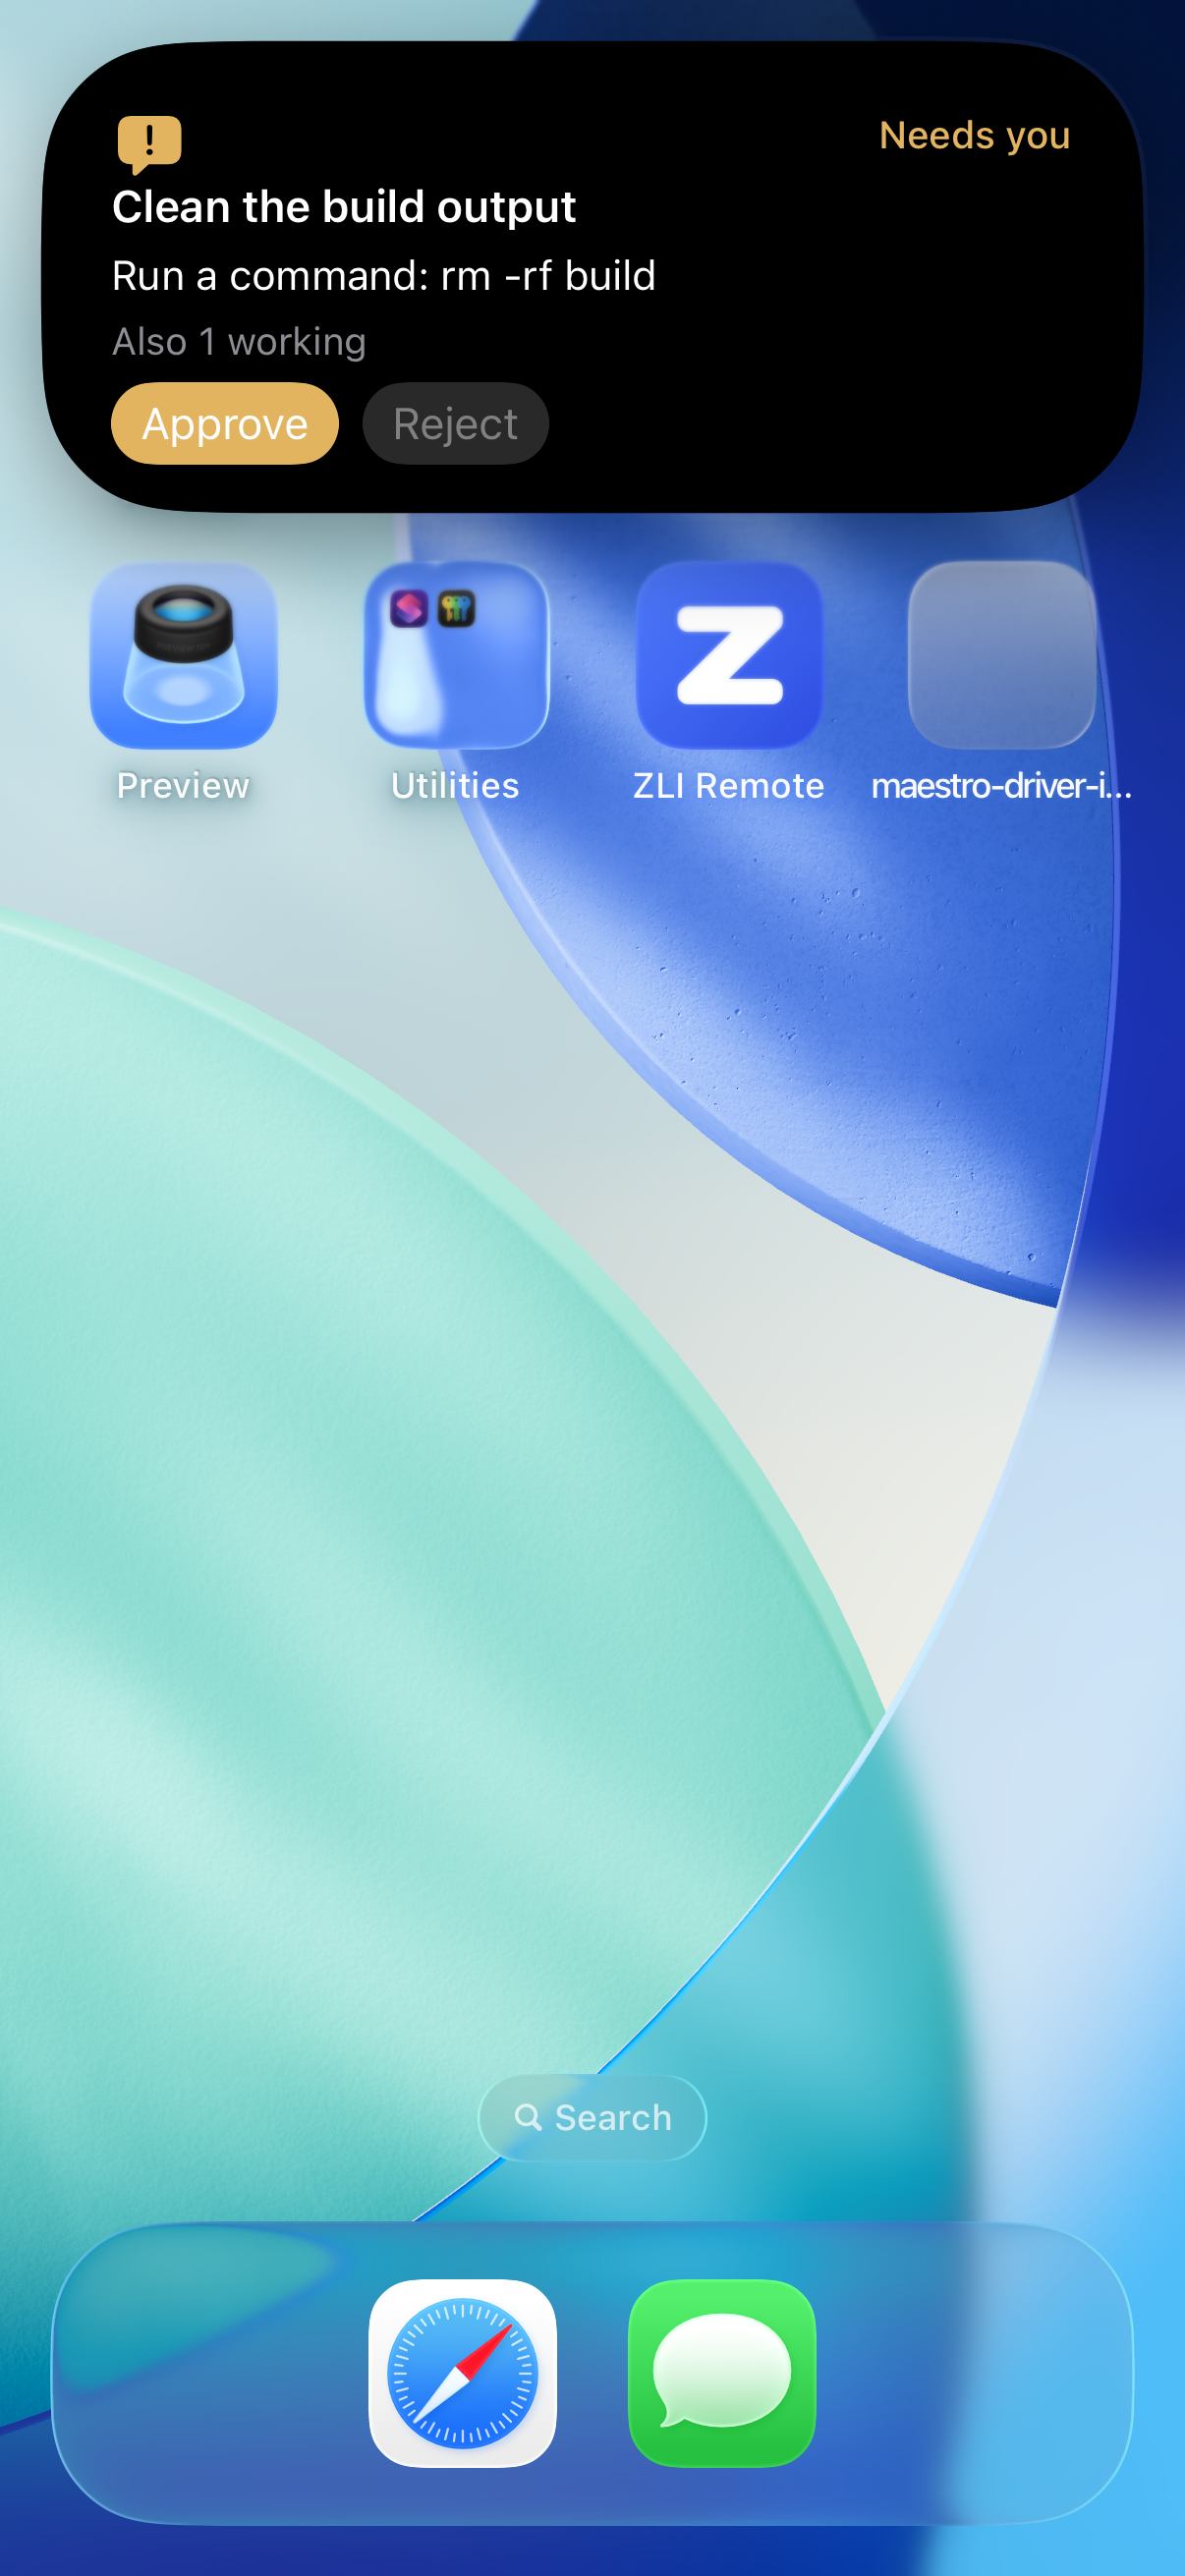 Needs you
Clean the build output
Run a command: rm -rf build
Also 1 working
Approve Reject
Preview Utilities ZLI Remote maestro-driver-i...
Search